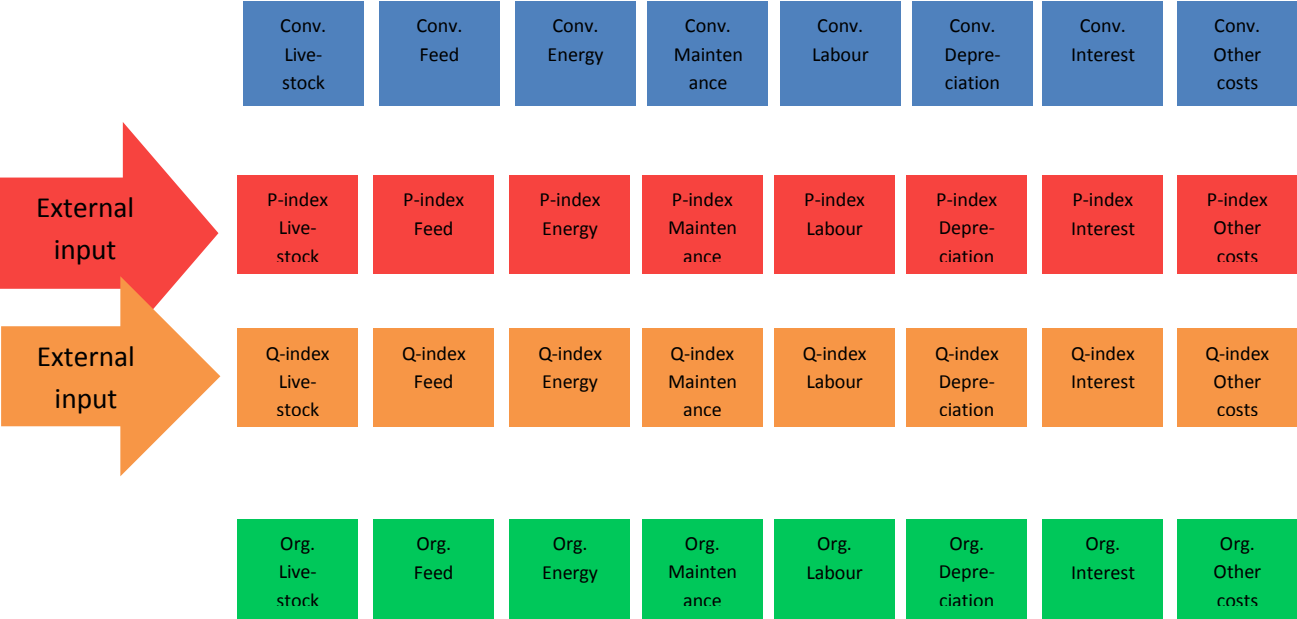 Conv. Conv. Conv. Conv. Conv. Conv. Conv. Conv.
Live- Feed Energy Mainten Labour Depre- Interest Other
stock ance ciation costs
External
input
P-index P-index P-index P-index P-index P-index P-index P-index
Live- Feed Energy Mainten Labour Depre- Interest Other
stock ance ciation costs
External
input
Q-index Q-index Q-index Q-index Q-index Q-index Q-index Q-index
Live- Feed Energy Mainten Labour Depre- Interest Other
stock ance ciation costs
Org. Org. Org. Org. Org. Org. Org. Org.
Live- Feed Energy Mainten Labour Depre- Interest Other
stock ance ciation costs